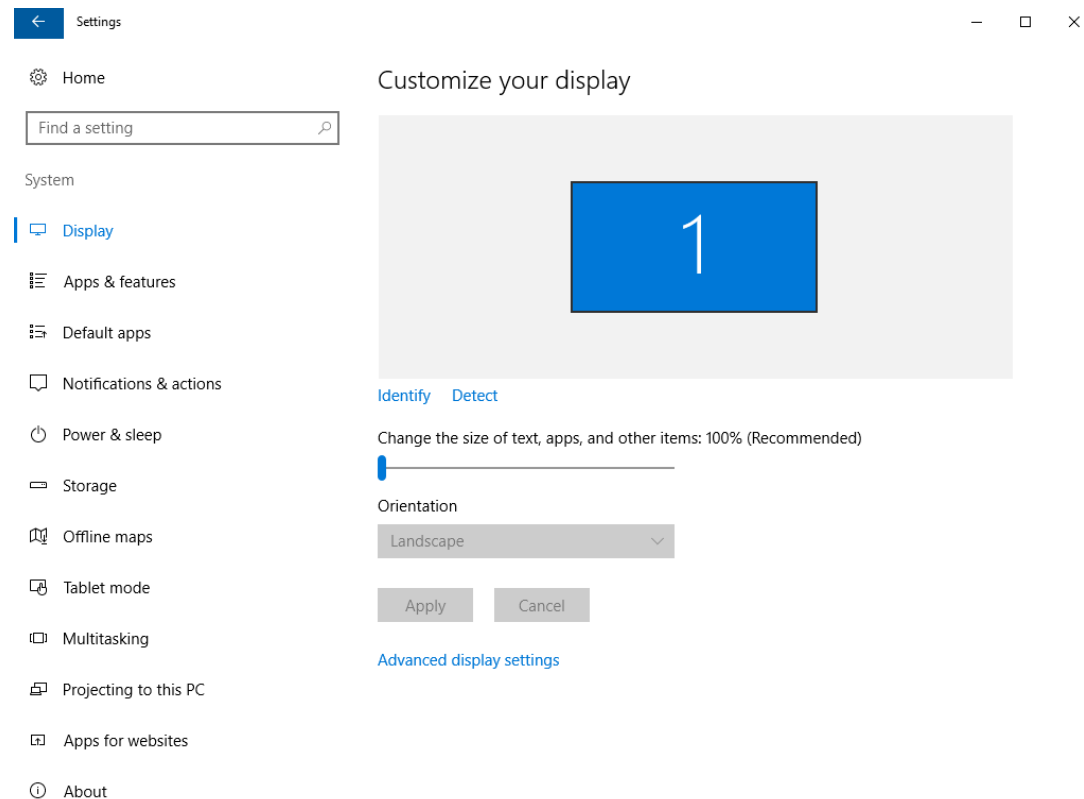 Settings
Home
Find a setting
System
Display
Apps & features
Default apps
Notifications & actions
Power & sleep
Storage
Offline maps
Tablet mode
Multitasking
Projecting to this PC
Apps for websites
About
Customize your display
1
Identify Detect
Change the size of text, apps, and other items: 100% (Recommended)
Orientation
Landscape
Apply Cancel
Advanced display settings